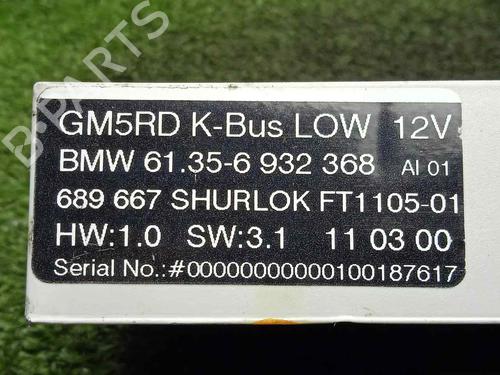 GM5RD K-Bus LOW 12V
BMW 61.35-6 932 368 AI 01
689 667 SHURLOK FT1105-01
HW:1.0 SW:3.1 11 03 00
Serial No.:#00000000000100187617
B-PARTS